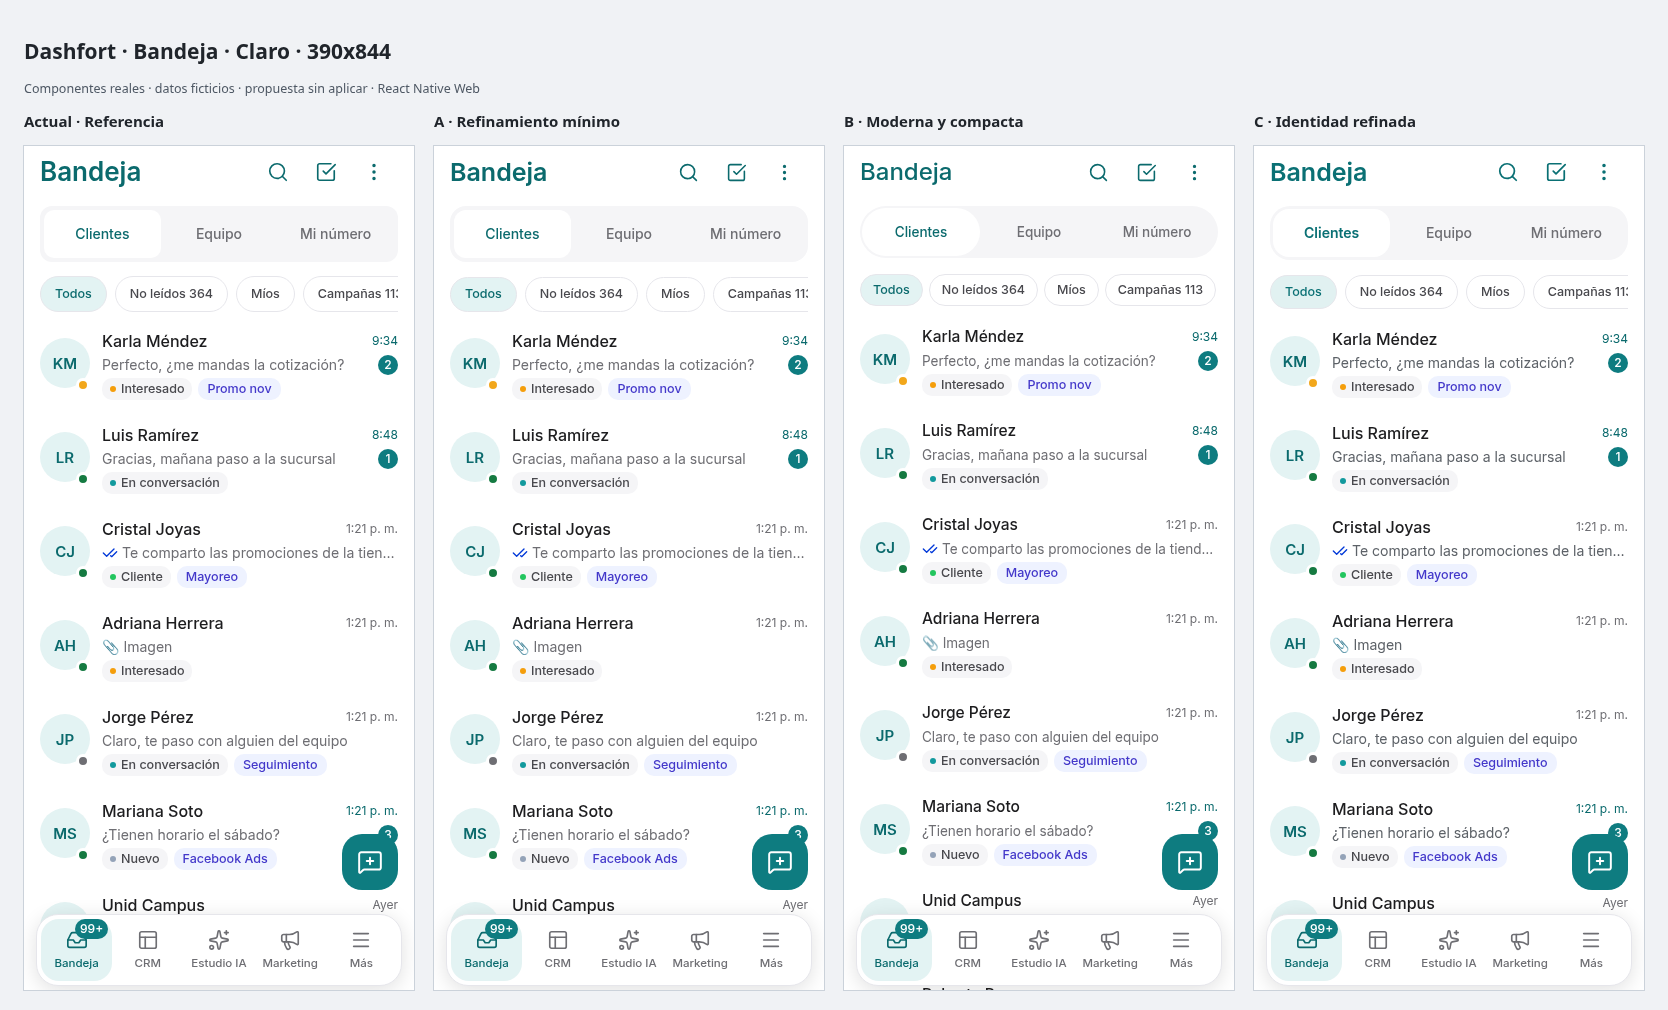 Dashfort · Bandeja · Claro · 390x844
Componentes reales · datos ficticios · propuesta sin aplicar · React Native Web
Actual · Referencia
Bandeja
Clientes Equipo Mi número
Todos No leídos 364 Míos Campañas 113
Karla Méndez 9:34
KM Perfecto, ¿me mandas la cotización? 2
Interesado Promo nov
Luis Ramírez 8:48
LR Gracias, mañana paso a la sucursal 1
En conversación
Cristal Joyas 1:21 p. m.
CJ Te comparto las promociones de la tien...
Cliente Mayoreo
Adriana Herrera 1:21 p. m.
AH Imagen
Interesado
Jorge Pérez 1:21 p. m.
JP Claro, te paso con alguien del equipo
En conversación Seguimiento
Mariana Soto 1:21 p. m.
MS ¿Tienen horario el sábado? 3
Nuevo Facebook Ads
Unid Campus Ayer
99+
Bandeja CRM Estudio IA Marketing Más
A · Refinamiento mínimo
Bandeja
Clientes Equipo Mi número
Todos No leídos 364 Míos Campañas 113
Karla Méndez 9:34
KM Perfecto, ¿me mandas la cotización? 2
Interesado Promo nov
Luis Ramírez 8:48
LR Gracias, mañana paso a la sucursal 1
En conversación
Cristal Joyas 1:21 p. m.
CJ Te comparto las promociones de la tien...
Cliente Mayoreo
Adriana Herrera 1:21 p. m.
AH Imagen
Interesado
Jorge Pérez 1:21 p. m.
JP Claro, te paso con alguien del equipo
En conversación Seguimiento
Mariana Soto 1:21 p. m.
MS ¿Tienen horario el sábado? 3
Nuevo Facebook Ads
Unid Campus Ayer
99+
Bandeja CRM Estudio IA Marketing Más
B · Moderna y compacta
Bandeja
Clientes Equipo Mi número
Todos No leídos 364 Míos Campañas 113
Karla Méndez 9:34
KM Perfecto, ¿me mandas la cotización? 2
Interesado Promo nov
Luis Ramírez 8:48
LR Gracias, mañana paso a la sucursal 1
En conversación
Cristal Joyas 1:21 p. m.
CJ Te comparto las promociones de la tiend...
Cliente Mayoreo
Adriana Herrera 1:21 p. m.
AH Imagen
Interesado
Jorge Pérez 1:21 p. m.
JP Claro, te paso con alguien del equipo
En conversación Seguimiento
Mariana Soto 1:21 p. m.
MS ¿Tienen horario el sábado? 3
Nuevo Facebook Ads
Unid Campus Ayer
99+
Bandeja CRM Estudio IA Marketing Más
C · Identidad refinada
Bandeja
Clientes Equipo Mi número
Todos No leídos 364 Míos Campañas 113
Karla Méndez 9:34
KM Perfecto, ¿me mandas la cotización? 2
Interesado Promo nov
Luis Ramírez 8:48
LR Gracias, mañana paso a la sucursal 1
En conversación
Cristal Joyas 1:21 p. m.
CJ Te comparto las promociones de la tien...
Cliente Mayoreo
Adriana Herrera 1:21 p. m.
AH Imagen
Interesado
Jorge Pérez 1:21 p. m.
JP Claro, te paso con alguien del equipo
En conversación Seguimiento
Mariana Soto 1:21 p. m.
MS ¿Tienen horario el sábado? 3
Nuevo Facebook Ads
Unid Campus Ayer
99+
Bandeja CRM Estudio IA Marketing Más